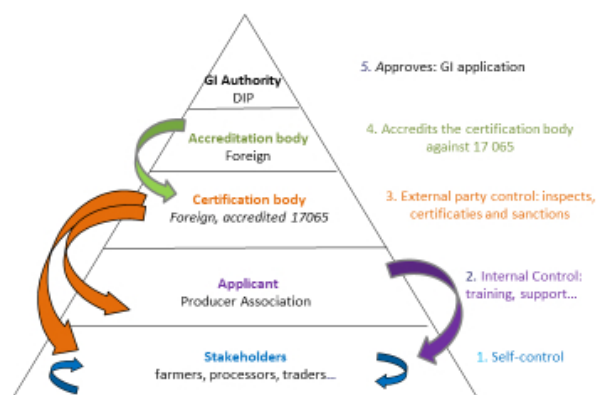 GI Authority
DIP
5. Approves: GI application
Accreditation body
Foreign
4. Accredits the certification body
against 17 065
Certification body
Foreign, accredited 17065
3. External party control: inspects,
certificaties and sanctions
Applicant
Producer Association
2. Internal Control:
training, support...
Stakeholders
farmers, processors, traders...
1. Self-control